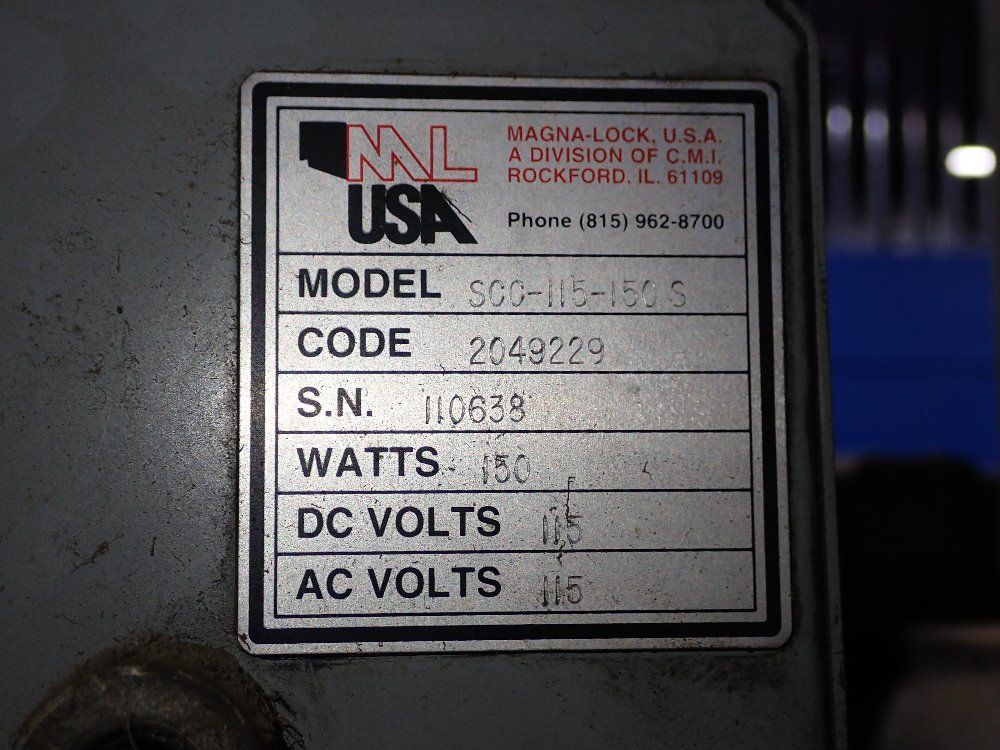 ML
USA
MAGNA-LOCK, U.S.A.
A DIVISION OF C.M.I.
ROCKFORD, IL. 61109
Phone (815) 962-8700
MODEL SCC-115-150 S
CODE 2049229
S.N. 110638
WATTS 150
DC VOLTS 115
AC VOLTS 115